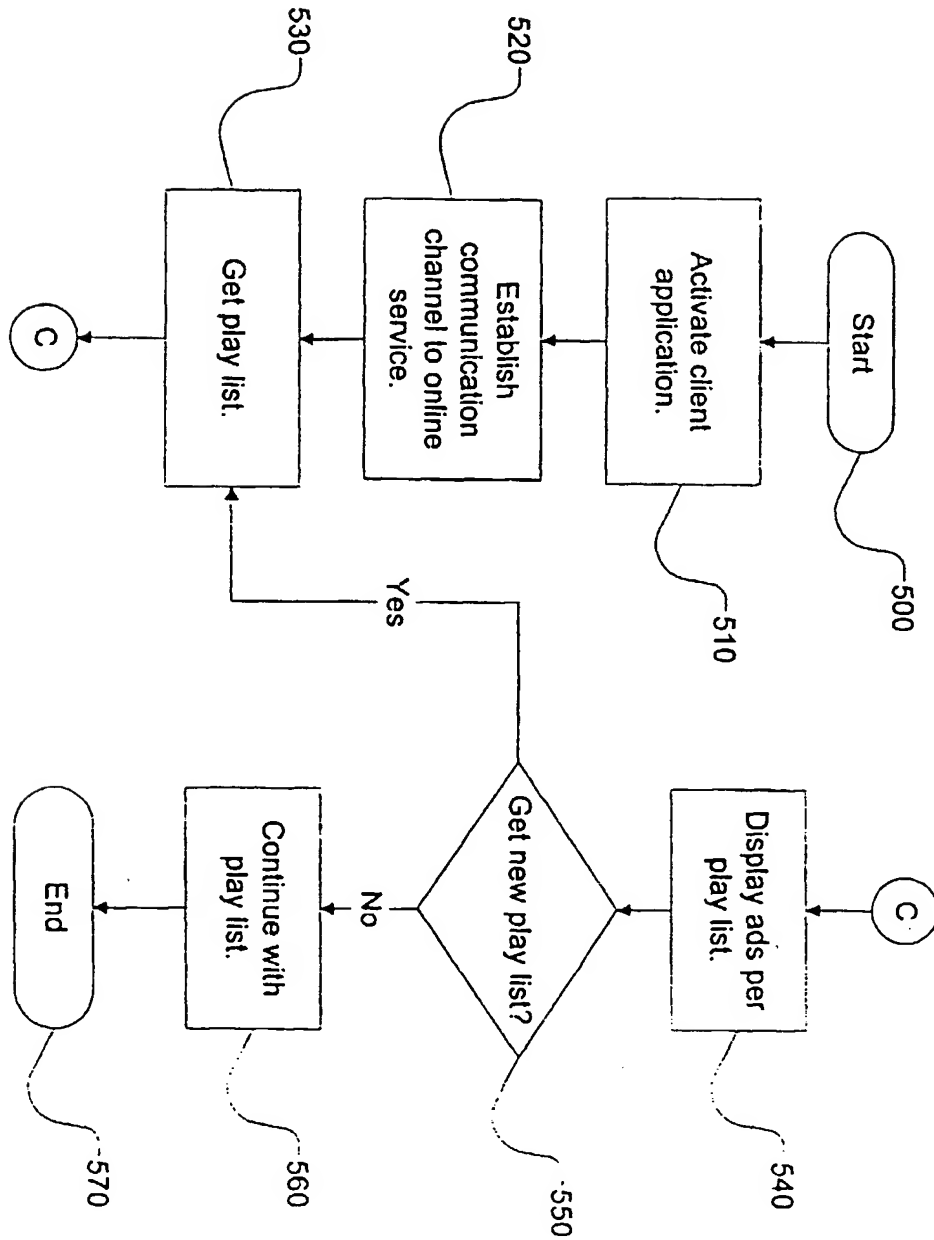 Start
500
Activate client
application.
510
Establish
communication
channel to online
service.
520
Get play list.
530
C
C
Display ads per
play list.
540
Get new play list?
550
Yes
No
Continue with
play list.
560
End
570